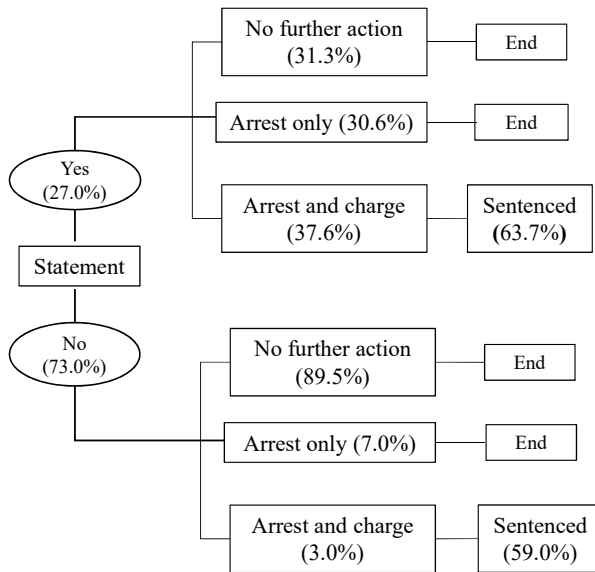 No further action
(31.3%)
End
Arrest only (30.6%)
End
Yes
(27.0%)
Arrest and charge
(37.6%)
Sentenced
(63.7%)
Statement
No
(73.0%)
No further action
(89.5%)
End
Arrest only (7.0%)
End
Arrest and charge
(3.0%)
Sentenced
(59.0%)